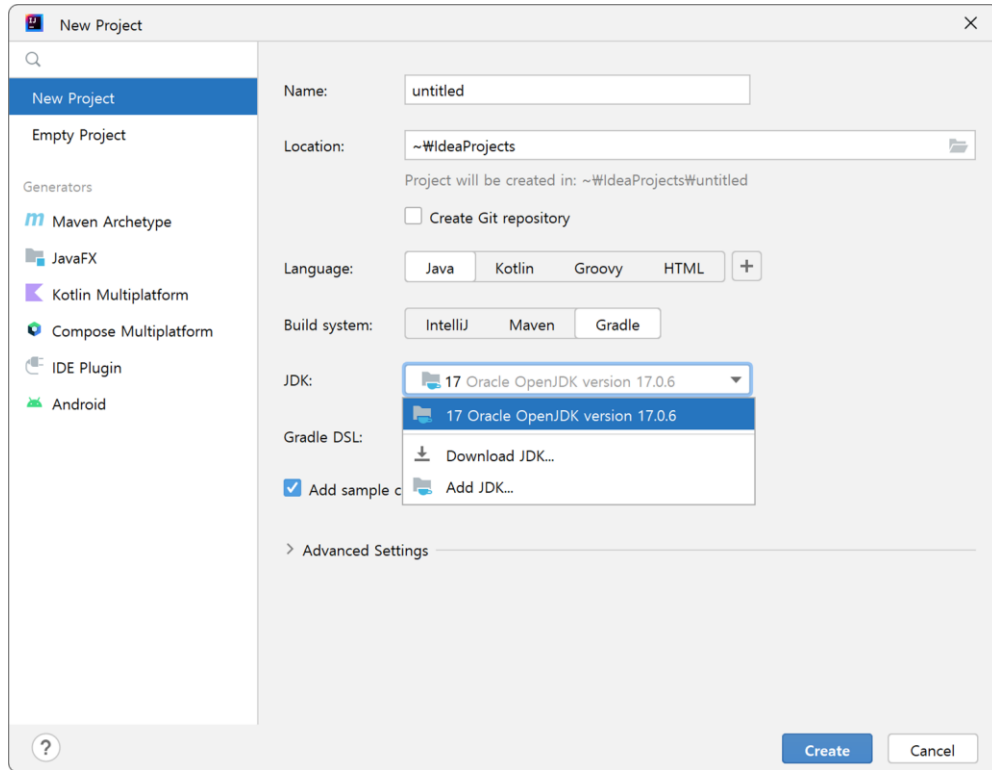 New Project
New Project
Empty Project
Generators
Maven Archetype
JavaFX
Kotlin Multiplatform
Compose Multiplatform
IDE Plugin
Android
Name: untitled
Location: ~₩IdeaProjects
Project will be created in: ~₩IdeaProjects₩untitled
Create Git repository
Language: Java Kotlin Groovy HTML +
Build system: IntelliJ Maven Gradle
JDK: 17 Oracle OpenJDK version 17.0.6
17 Oracle OpenJDK version 17.0.6
Gradle DSL:
Download JDK...
Add sample c
Add JDK...
Advanced Settings
? Create Cancel